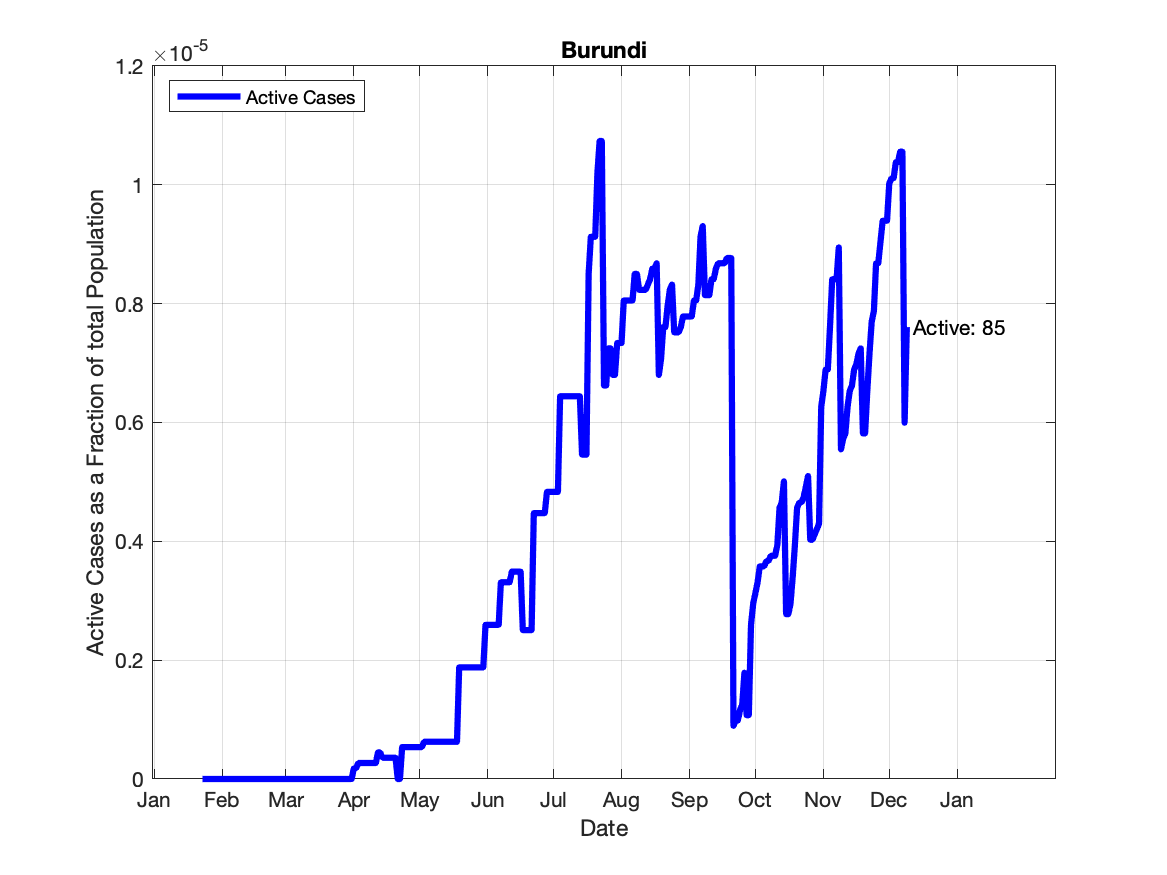 Burundi
×10-5
1.2
1
0.8
0.6
0.4
0.2
0
Active Cases as a Fraction of total Population
Active Cases
Active: 85
Jan Feb Mar Apr May Jun Jul Aug Sep Oct Nov Dec Jan
Date